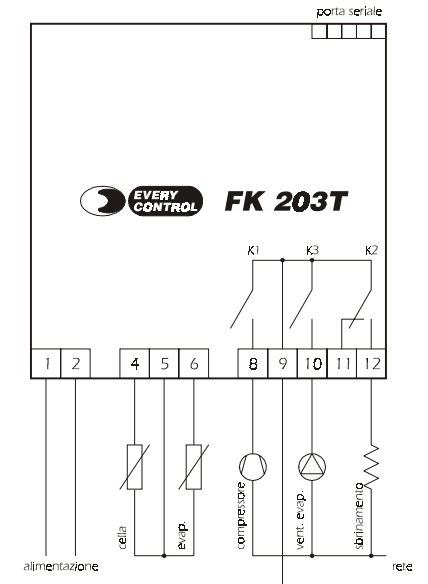 porta seriale
EVERY
CONTROL
FK 203T
K1 K3 K2
1 2 4 5 6 8 9 10 11 12
cella
evap.
compressore
vent. evap.
sbrinamento
alimentazione
rete